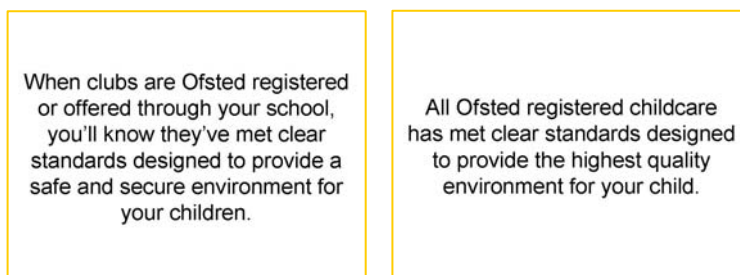 When clubs are Ofsted registered
or offered through your school,
you'll know they've met clear
standards designed to provide a
safe and secure environment for
your children.
All Ofsted registered childcare
has met clear standards designed
to provide the highest quality
environment for your child.